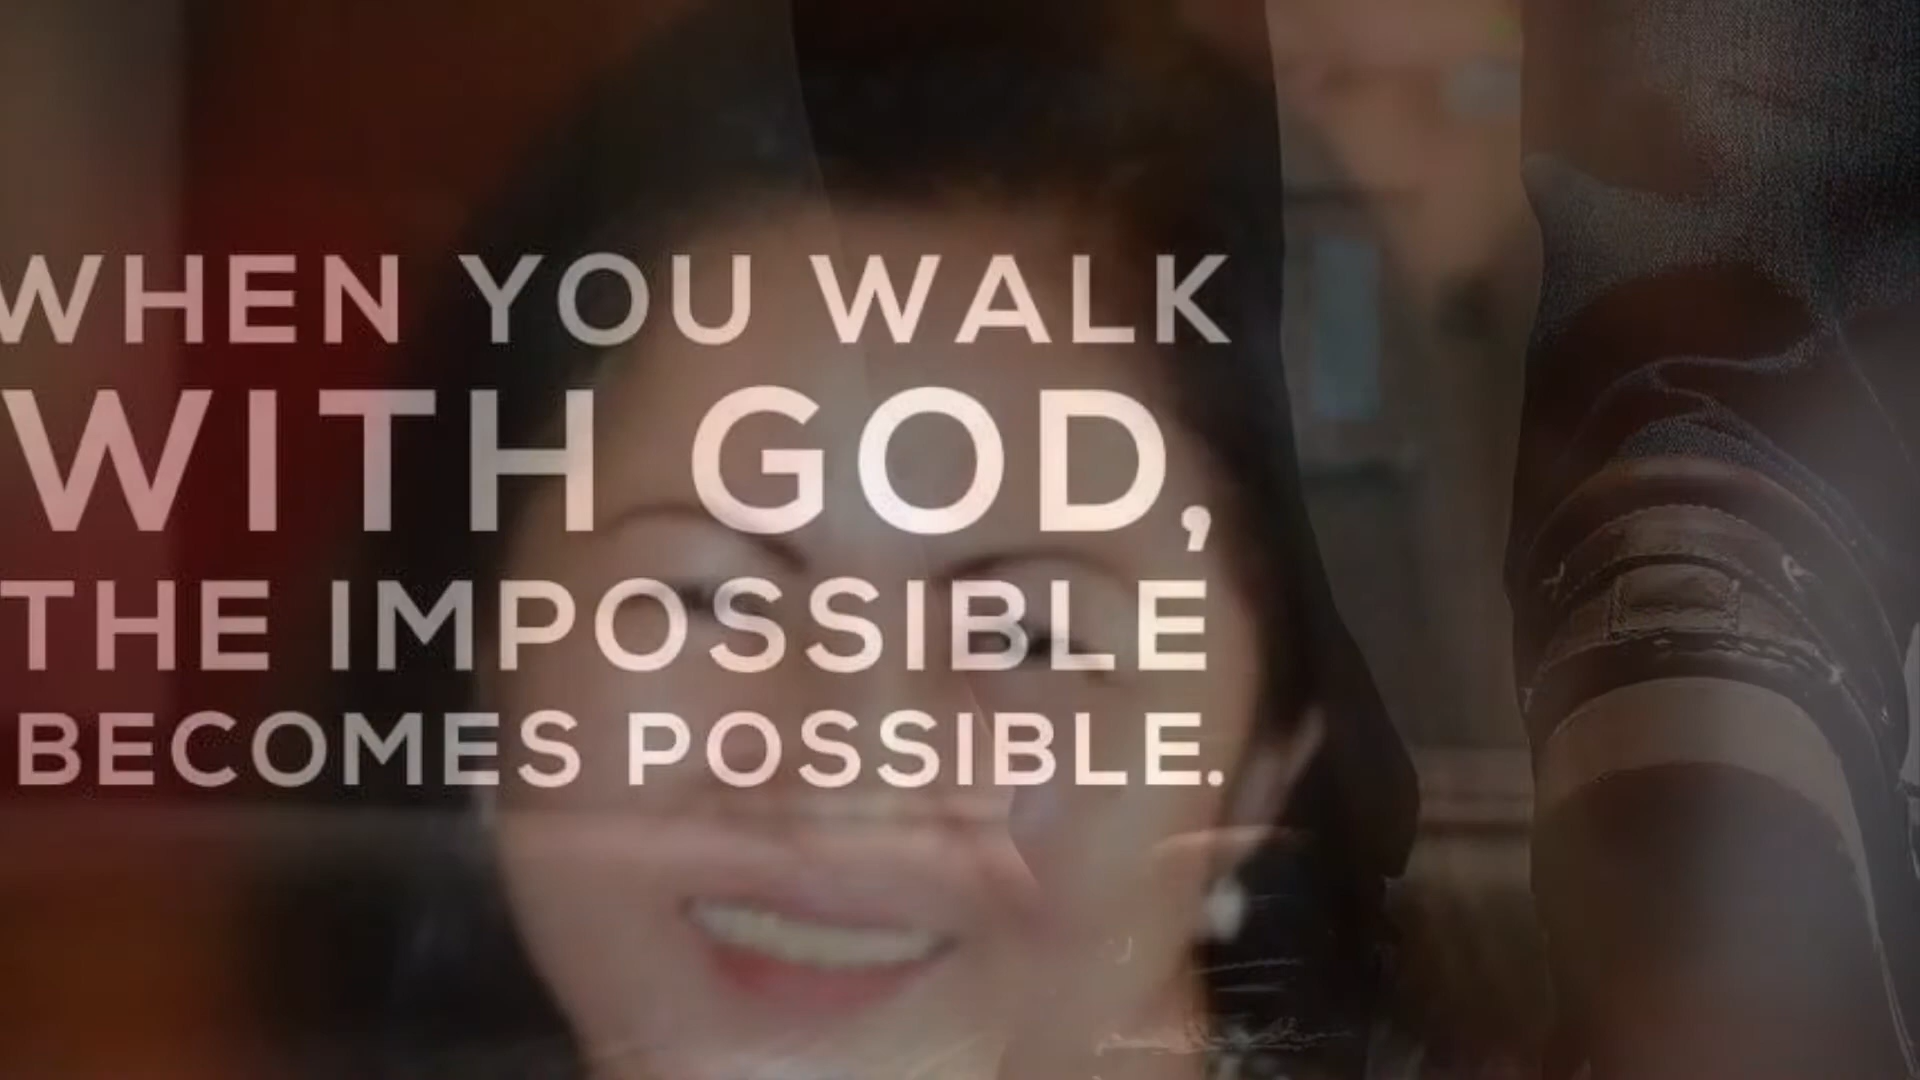 WHEN YOU WALK
WITH GOD,
THE IMPOSSIBLE
BECOMES POSSIBLE.